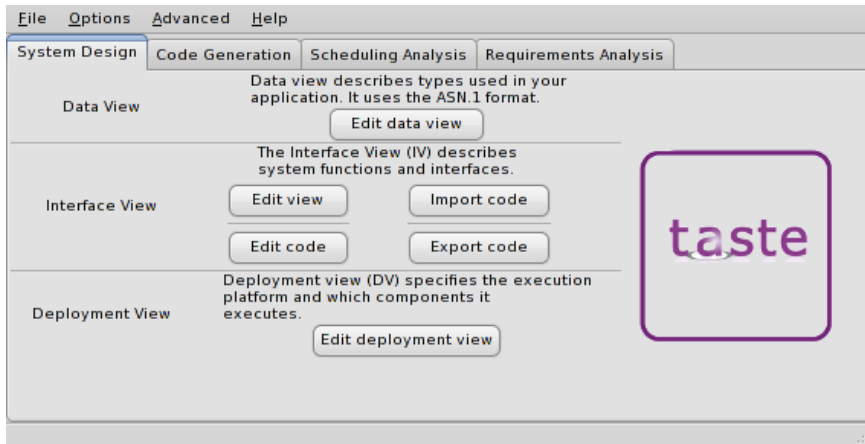 File Options Advanced Help
System Design Code Generation Scheduling Analysis Requirements Analysis
Data View
Data view describes types used in your
application. It uses the ASN.1 format.
Edit data view
Interface View
The Interface View (IV) describes
system functions and interfaces.
Edit view Import code
Edit code Export code
Deployment View
Deployment view (DV) specifies the execution
platform and which components it
executes.
Edit deployment view
taste